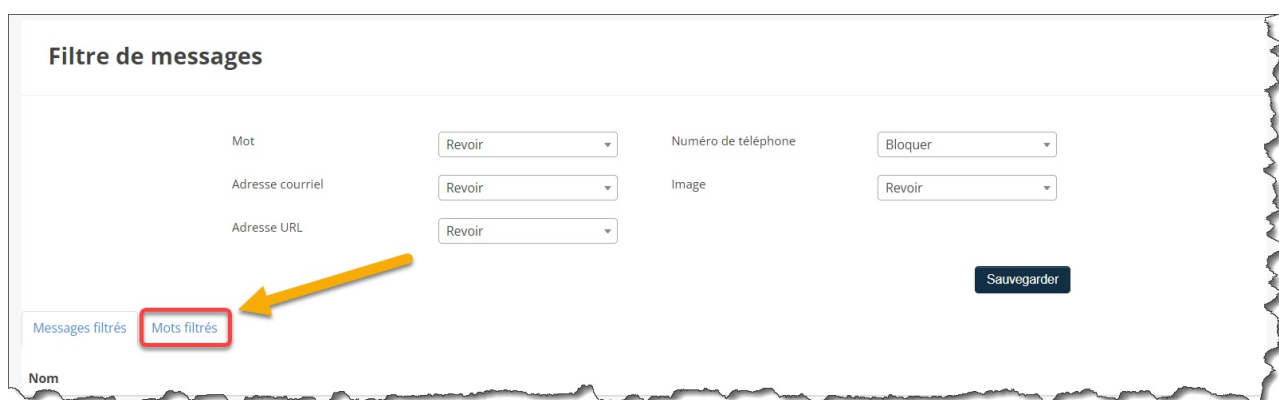 Filtre de messages
Mot Revoir Numéro de téléphone Bloquer
Adresse courriel Revoir Image Revoir
Adresse URL Revoir
Sauvegarder
Messages filtrés Mots filtrés
Nom